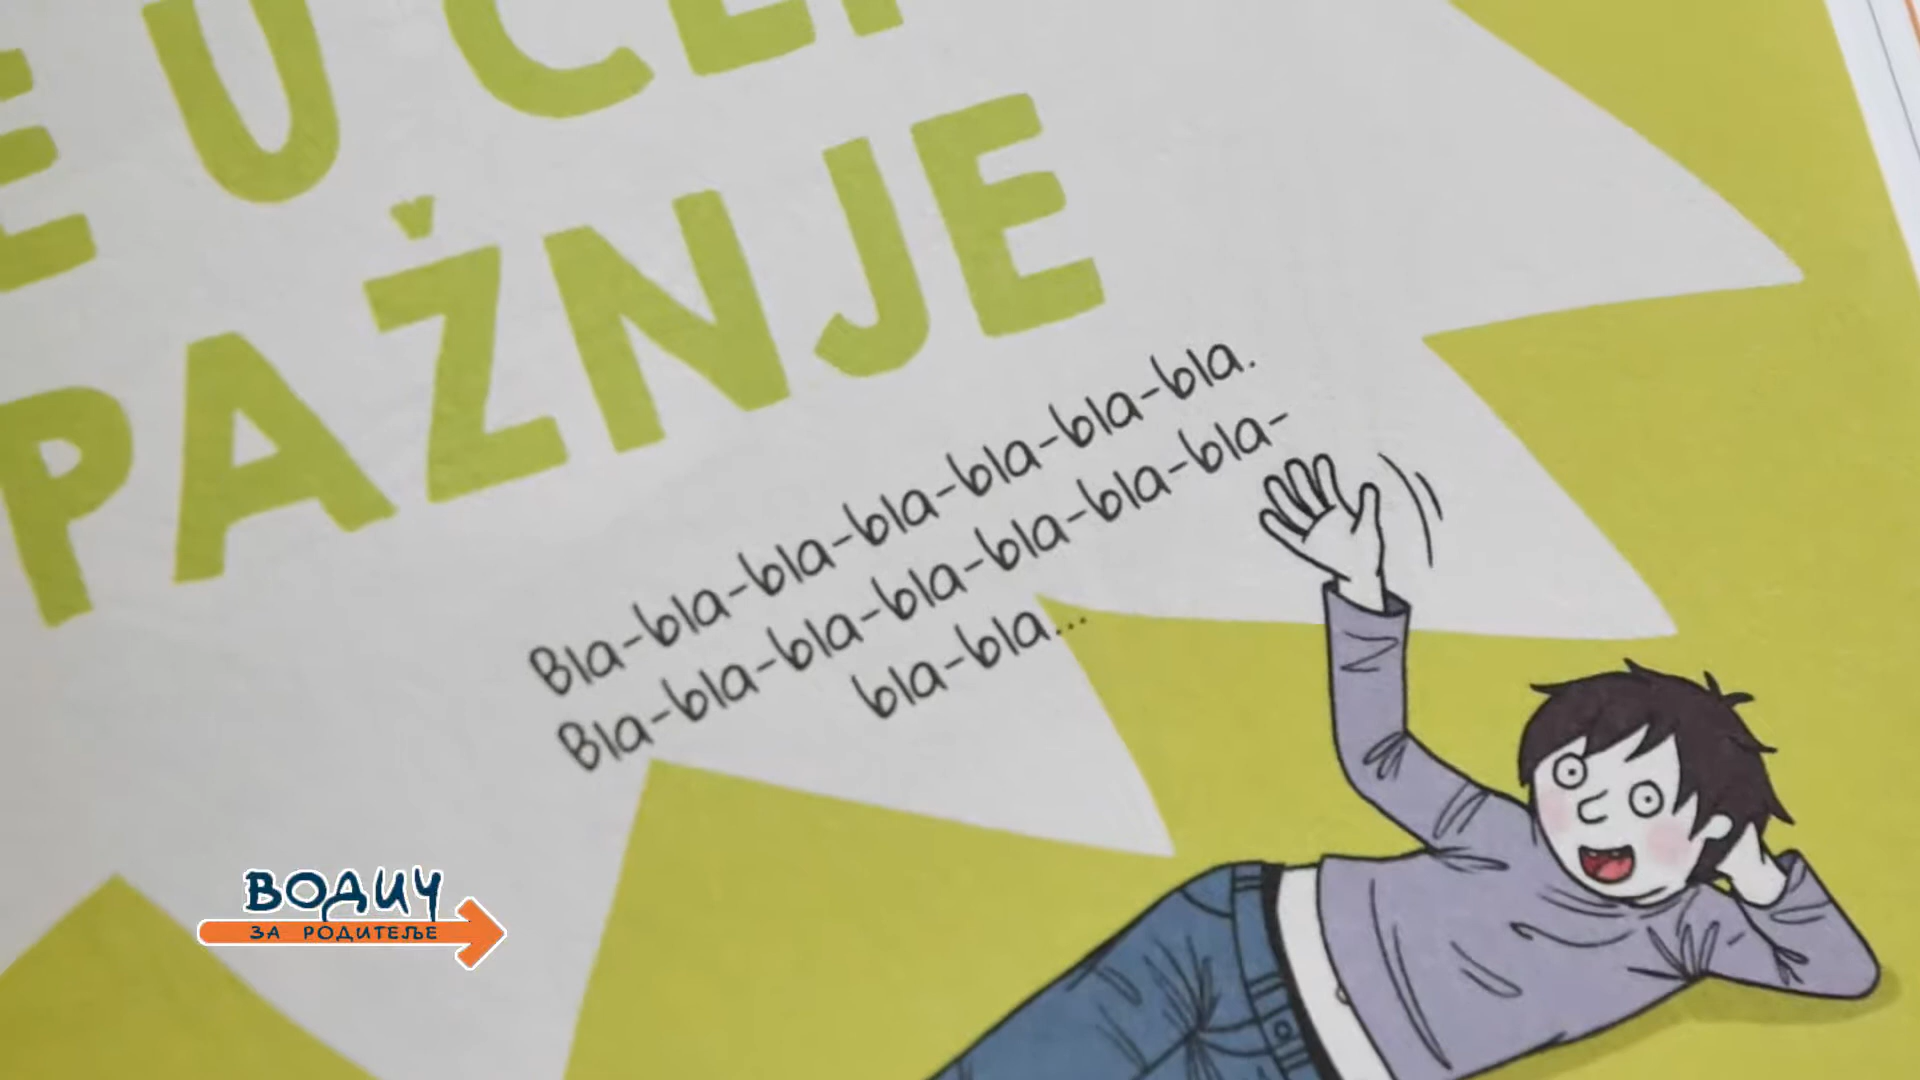 U
PAŽNJE
Bla-bla-bla-bla-bla-bla-bla.
Bla-bla-bla-bla-bla-bla-bla-
bla-bla...
ВОДИЧ
ЗА РОДИТЕЉЕ